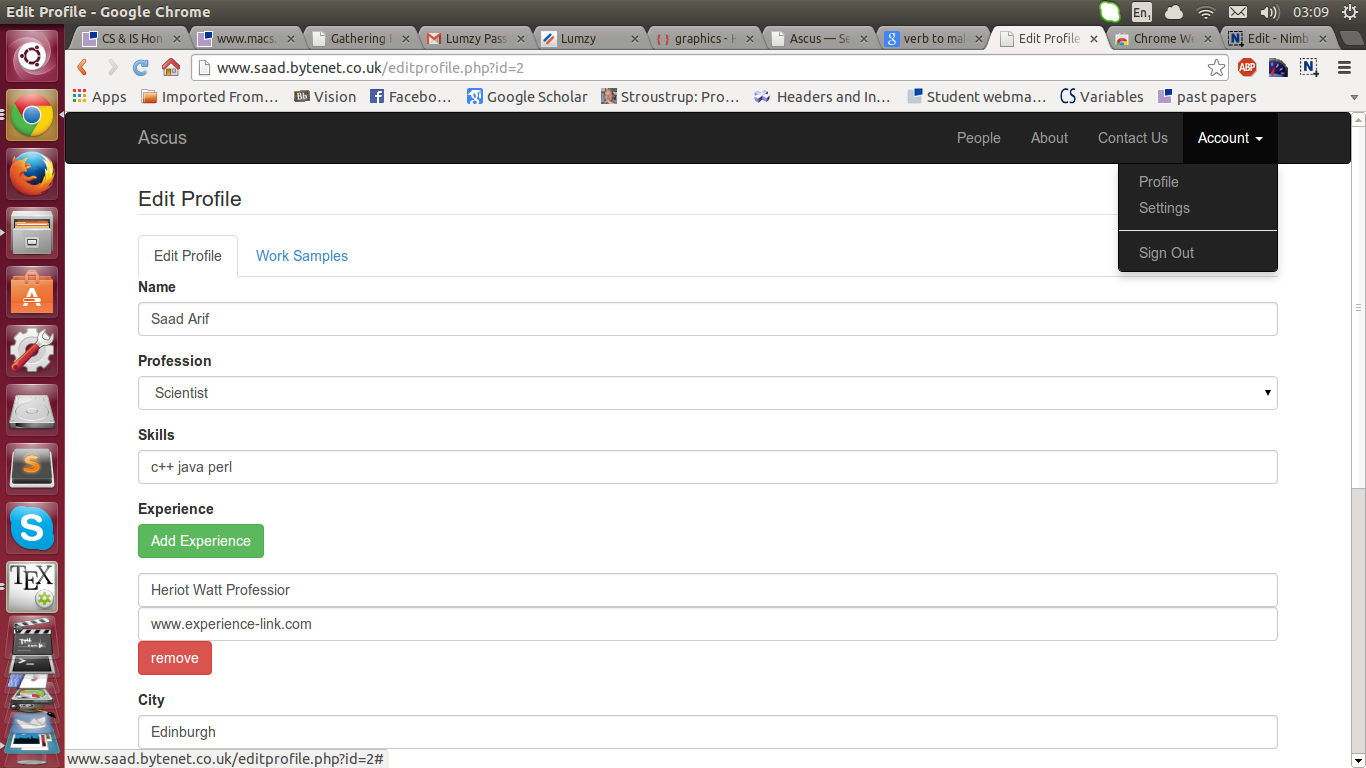 Edit Profile - Google Chrome
En1
03:09
CS & IS Hon
www.macs.
Gathering
Lumzy Pass
Lumzy
graphics - H
Ascus — Se
verb to mal
Edit Profile
Chrome We
Edit - Nimb
www.saad.bytenet.co.uk/editprofile.php?id=2
ABP
N
Apps
Imported From…
Bb Vision
Facebo…
Google Scholar
Stroustrup: Pro…
Headers and In…
Student webma…
CS Variables
past papers
Ascus
People
About
Contact Us
Account
Profile
Settings
Sign Out
Edit Profile
Edit Profile
Work Samples
Name
Saad Arif
Profession
Scientist
Skills
c++ java perl
Experience
Add Experience
Heriot Watt Professior
www.experience-link.com
remove
City
Edinburgh
www.saad.bytenet.co.uk/editprofile.php?id=2#
A
S
S
TEX